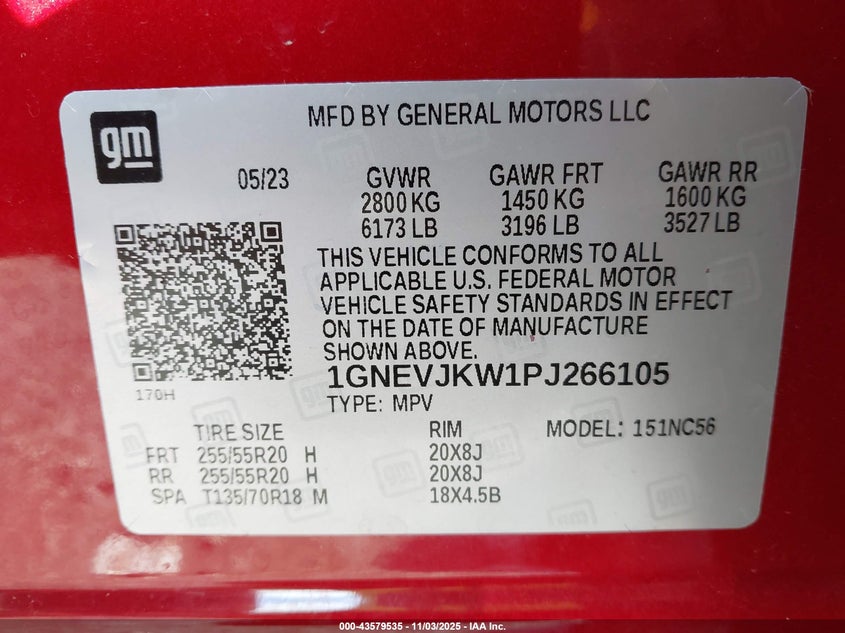 gm
MFD BY GENERAL MOTORS LLC
05/23 GVWR GAWR FRT GAWR RR
2800 KG 1450 KG 1600 KG
6173 LB 3196 LB 3527 LB
THIS VEHICLE CONFORMS TO ALL
APPLICABLE U.S. FEDERAL MOTOR
VEHICLE SAFETY STANDARDS IN EFFECT
ON THE DATE OF MANUFACTURE
SHOWN ABOVE.
1GNEVJKW1PJ266105
170H
TYPE: MPV
TIRE SIZE RIM MODEL: 151NC56
FRT 255/55R20 H 20X8J
RR 255/55R20 H 20X8J
SPA T135/70R18 M 18X4.5B
000-43579535 - 11/03/2025 - IAA Inc.